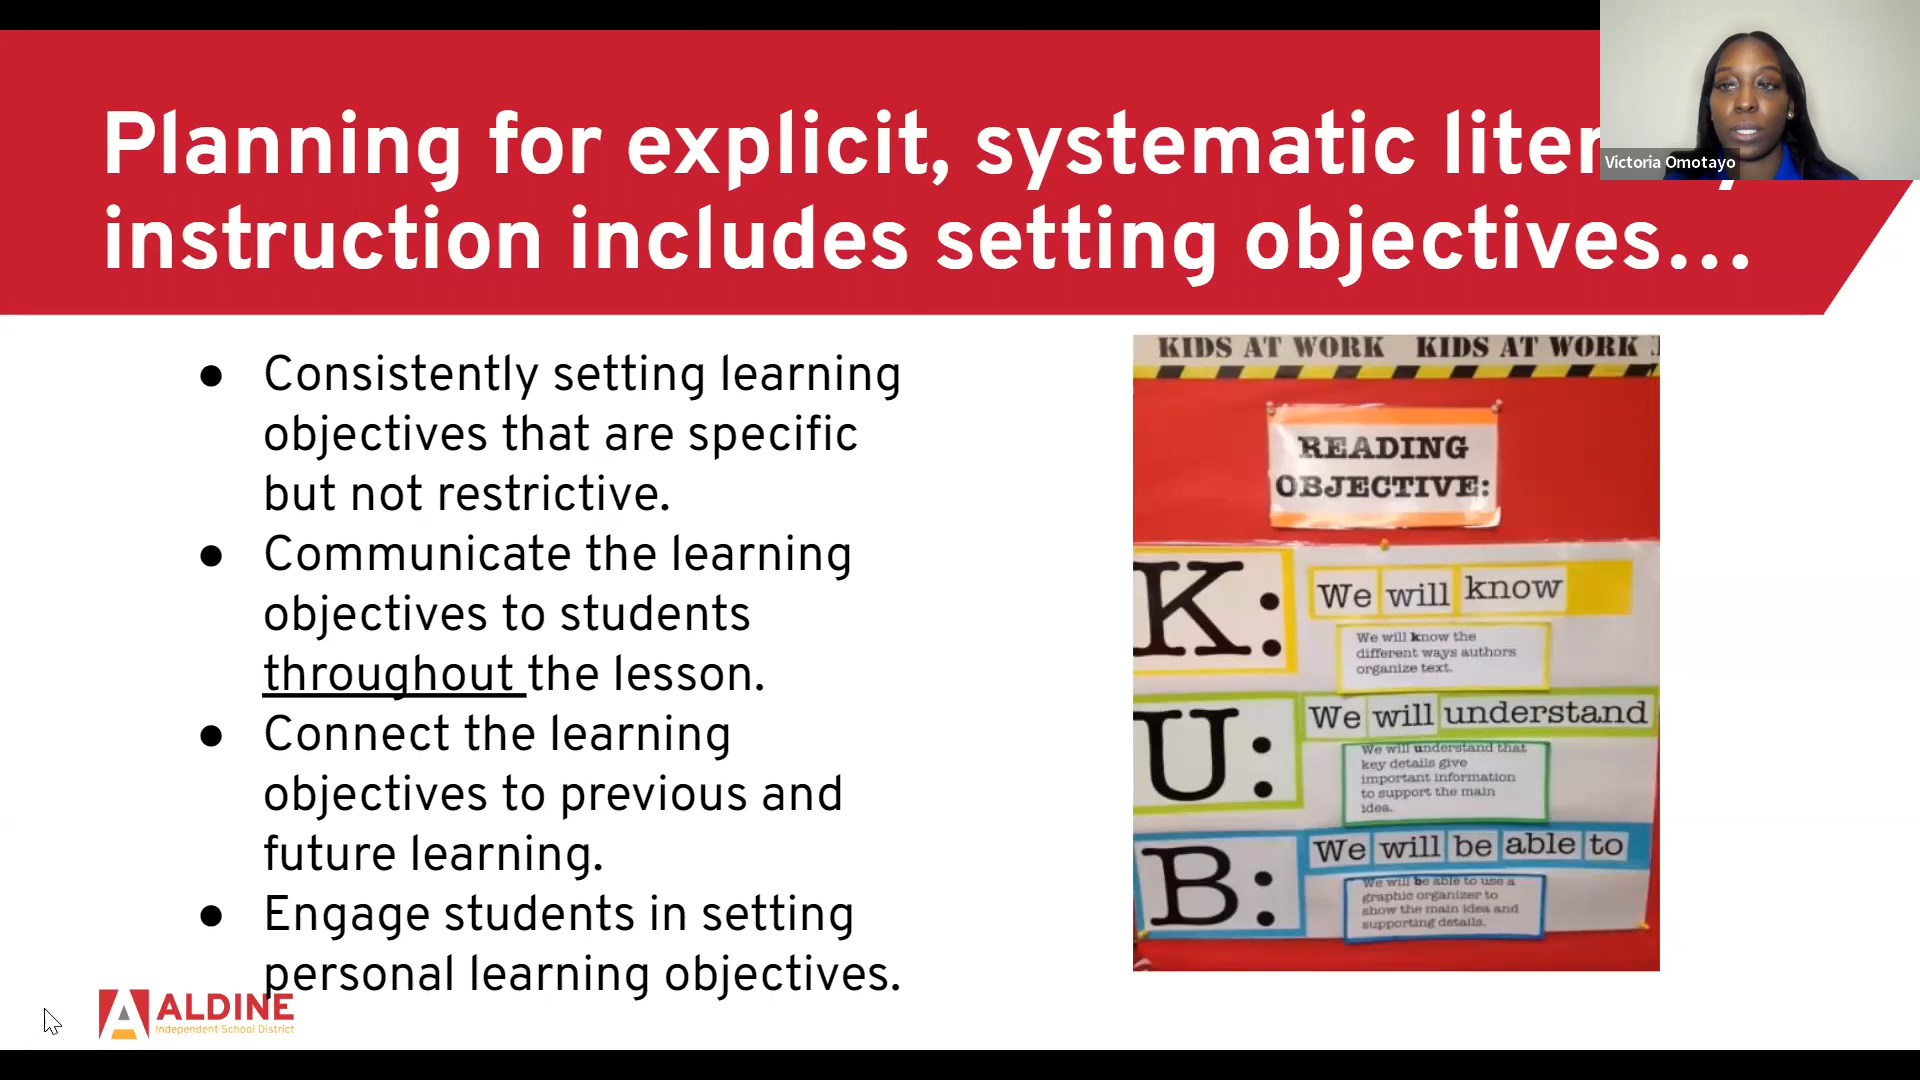 Planning for explicit, systematic liter
instruction includes setting objectives...
Victoria Omotayo
● Consistently setting learning
objectives that are specific
but not restrictive.
● Communicate the learning
objectives to students
throughout the lesson.
● Connect the learning
objectives to previous and
future learning.
● Engage students in setting
personal learning objectives.
KIDS AT WORK KIDS AT WORK
READING
OBJECTIVE:
K: We will know
We will know the
different ways authors
organize text.
U: We will understand
We will understand that
key details give
important information
to support the main
idea.
B: We will be able to
We will be able to use a
graphic organizer to
show the main idea and
supporting details.
ALDINE
Independent School District